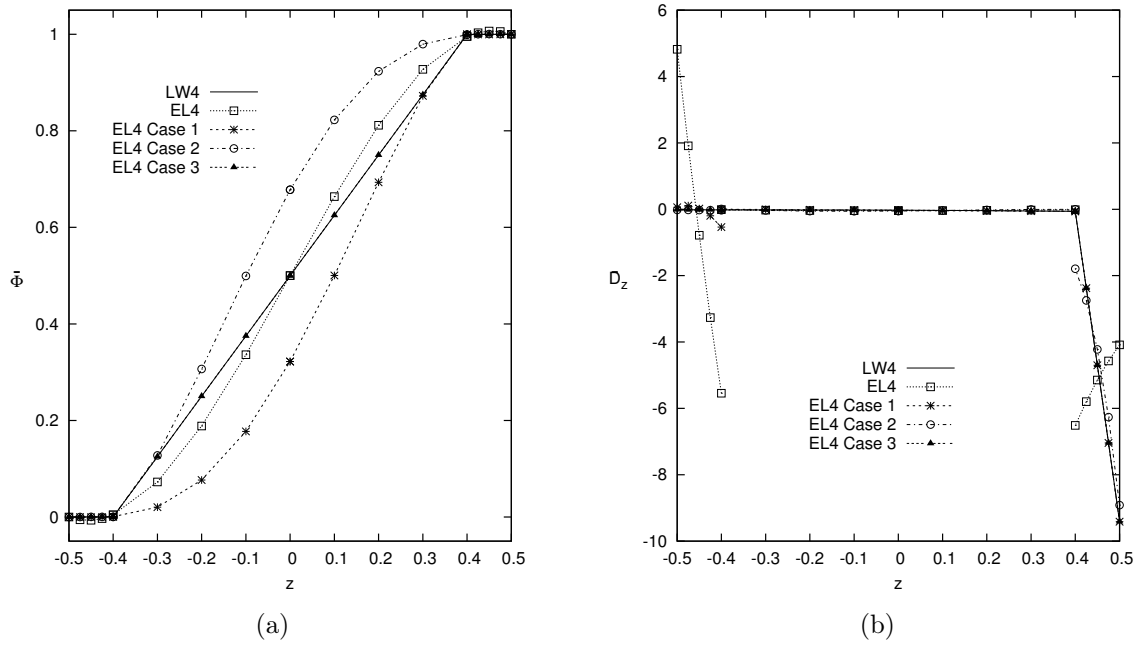 1
0.8
0.6
0.4
0.2
0
Φ̄
LW4
EL4
EL4 Case 1
EL4 Case 2
EL4 Case 3
-0.5 -0.4 -0.3 -0.2 -0.1 0 0.1 0.2 0.3 0.4 0.5
z
(a)
6
4
2
0
-2
-4
-6
-8
-10
D̄z
LW4
EL4
EL4 Case 1
EL4 Case 2
EL4 Case 3
-0.5 -0.4 -0.3 -0.2 -0.1 0 0.1 0.2 0.3 0.4 0.5
z
(b)